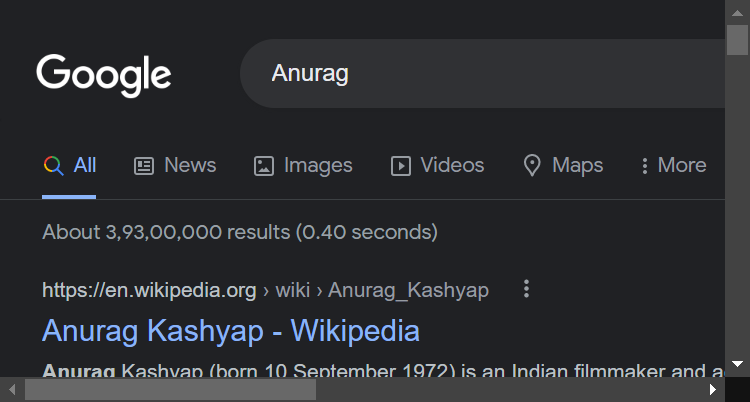 Google
Anurag
All News Images Videos Maps More
About 3,93,00,000 results (0.40 seconds)
https://en.wikipedia.org › wiki › Anurag_Kashyap
Anurag Kashyap - Wikipedia
Anurag Kashyap (born 10 September 1972) is an Indian filmmaker and a